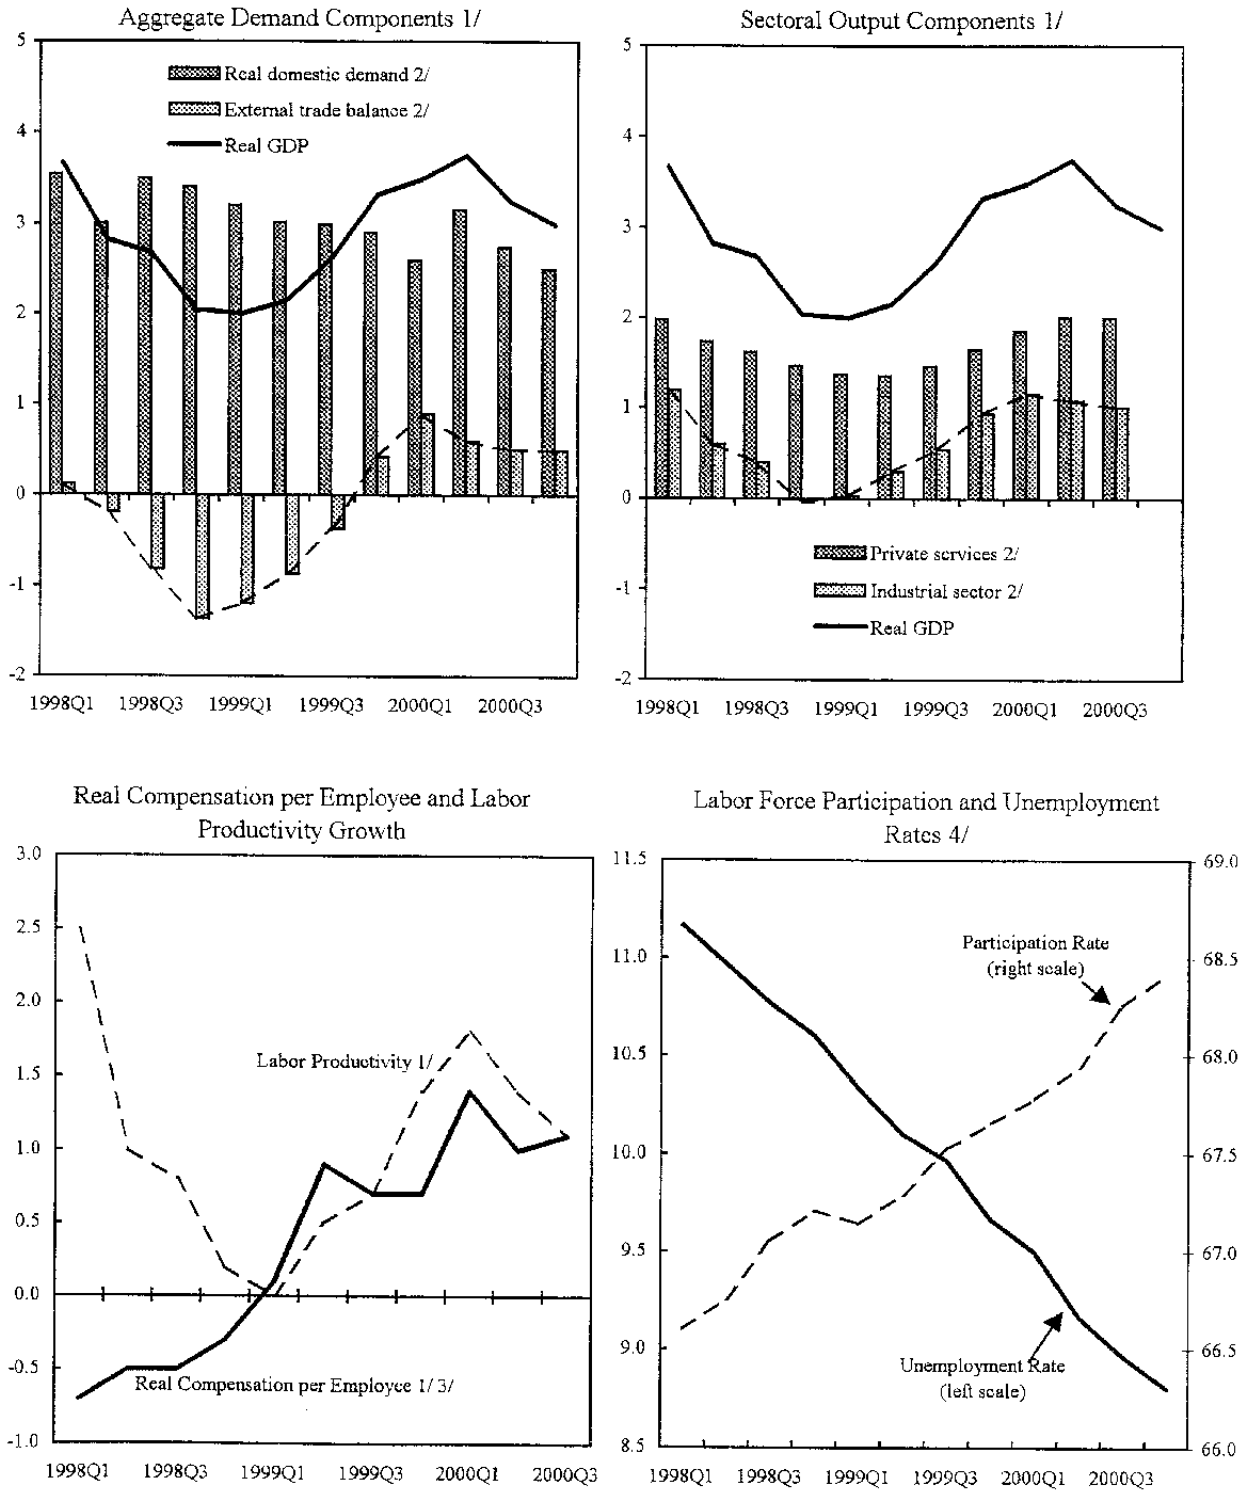 Aggregate Demand Components 1/
5
4
3
2
1
0
-1
-2
Real domestic demand 2/
External trade balance 2/
Real GDP
1998Q1 1998Q3 1999Q1 1999Q3 2000Q1 2000Q3
Sectoral Output Components 1/
5
4
3
2
1
0
-1
-2
Private services 2/
Industrial sector 2/
Real GDP
1998Q1 1998Q3 1999Q1 1999Q3 2000Q1 2000Q3
Real Compensation per Employee and Labor
Productivity Growth
3.0
2.5
2.0
1.5
1.0
0.5
0.0
-0.5
-1.0
Labor Productivity 1/
Real Compensation per Employee 1/ 3/
1998Q1 1998Q3 1999Q1 1999Q3 2000Q1 2000Q3
Labor Force Participation and Unemployment
Rates 4/
11.5
11.0
10.5
10.0
9.5
9.0
8.5
69.0
68.5
68.0
67.5
67.0
66.5
66.0
Participation Rate
(right scale)
Unemployment Rate
(left scale)
1998Q1 1998Q3 1999Q1 1999Q3 2000Q1 2000Q3